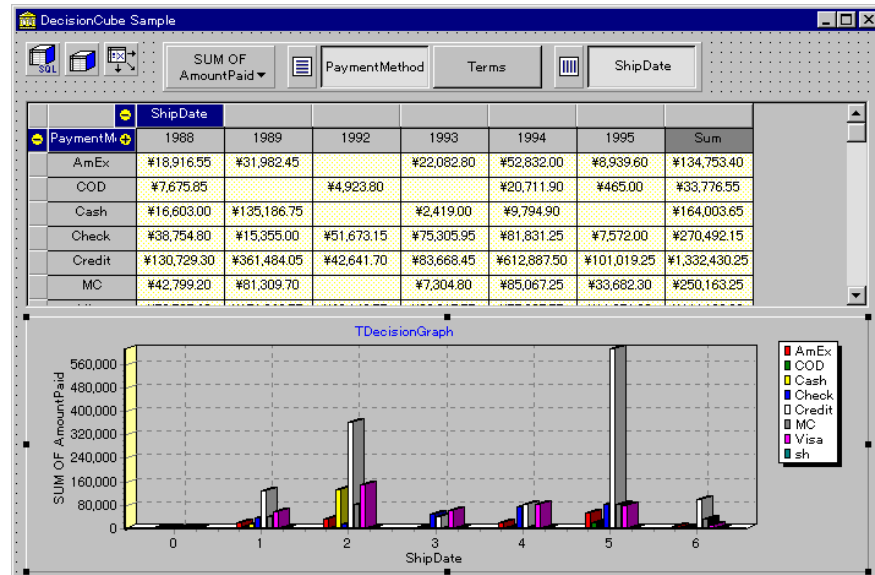 DecisionCube Sample
SQL
SUM OF
AmountPaid
PaymentMethod
Terms
ShipDate
ShipDate
PaymentM
1988 1989 1992 1993 1994 1995 Sum
AmEx ¥18,916.55 ¥31,982.45 ¥22,082.80 ¥52,832.00 ¥8,939.60 ¥134,753.40
COD ¥7,675.85 ¥4,923.80 ¥20,711.90 ¥465.00 ¥33,776.55
Cash ¥16,603.00 ¥135,186.75 ¥2,419.00 ¥9,794.90 ¥164,003.65
Check ¥38,754.80 ¥15,355.00 ¥51,673.15 ¥75,305.95 ¥81,831.25 ¥7,572.00 ¥270,492.15
Credit ¥130,729.30 ¥361,484.05 ¥42,641.70 ¥83,668.45 ¥612,887.50 ¥101,019.25 ¥1,332,430.25
MC ¥42,799.20 ¥81,309.70 ¥7,304.80 ¥85,067.25 ¥33,682.30 ¥250,163.25
TDecisionGraph
SUM OF AmountPaid
560,000
480,000
400,000
320,000
240,000
160,000
80,000
0
0 1 2 3 4 5 6
ShipDate
AmEx
COD
Cash
Check
Credit
MC
Visa
sh